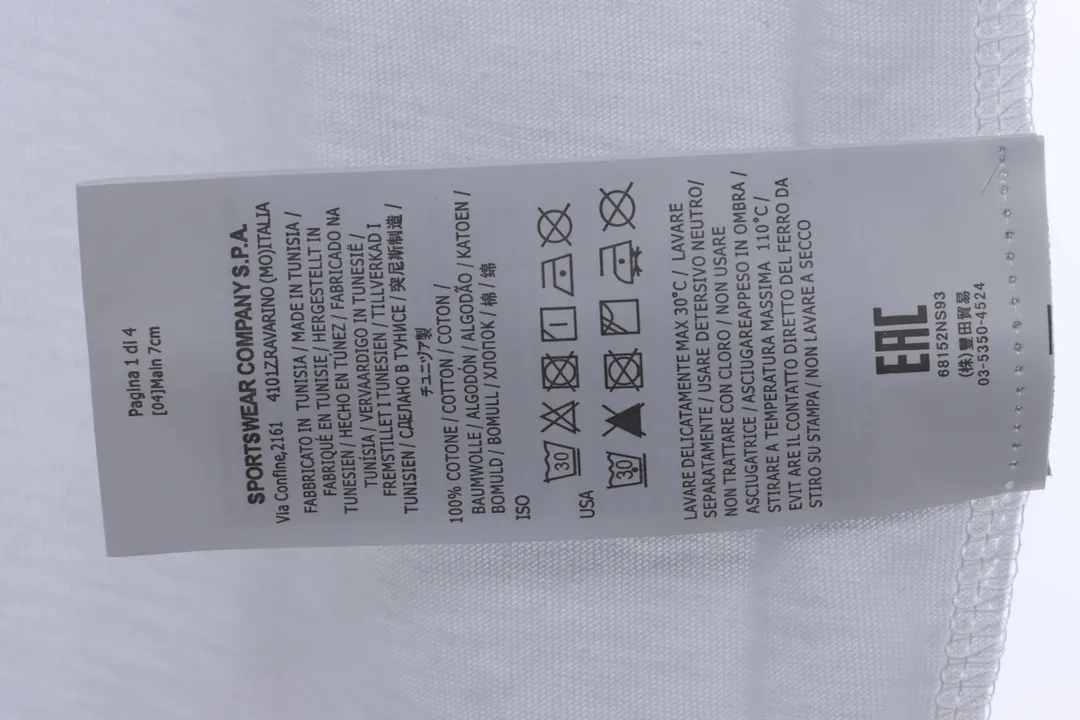 Pagina 1 di 4
[04]Main 7cm
SPORTSWEAR COMPANY S.P.A.
Via Confine,2161 41012RAVARINO (MO)ITALIA
FABBRICATO IN TUNISIA / MADE IN TUNISIA /
FABRIQUÉ EN TUNISIE / HERGESTELLT IN
TUNESIEN / HECHO EN TÚNEZ / FABRICADO NA
TUNÍSIA / VERVAARDIGD IN TUNESIË /
FREMSTILLET I TUNESIEN / TILLVERKAD I
TUNISIEN / СДЕЛАНО В ТУНИСЕ / 突尼斯制造 /
チュニジア製
100% COTONE / COTTON / COTON /
BAUMWOLLE / ALGODÓN / ALGODÃO / KATOEN /
BOMULD / BOMULL / ХЛОПОК / 棉 / 綿
ISO
30
USA
30
LAVARE DELICATAMENTE MAX 30°C / LAVARE
SEPARATAMENTE / USARE DETERSIVO NEUTRO/
NON TRATTARE CON CLORO / NON USARE
ASCIUGATRICE / ASCIUGAREAPPESO IN OMBRA /
STIRARE A TEMPERATURA MASSIMA 110°C /
EVITARE IL CONTATTO DIRETTO DEL FERRO DA
STIRO SU STAMPA / NON LAVARE A SECCO
EAC
68152NS93
(株)豊田貿易
03-5350-4524